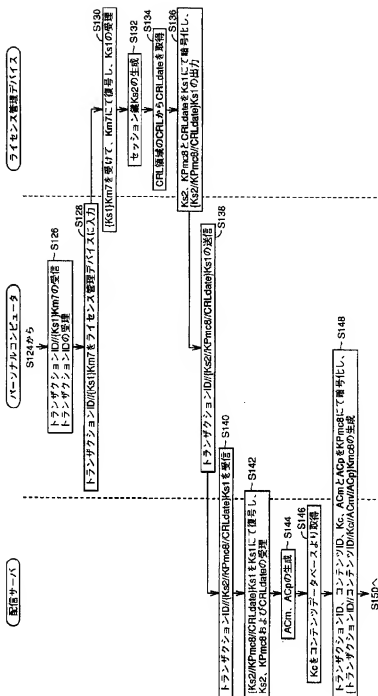 ライセンス管理デバイス
パーソナルコンピュータ
配信サーバ
S124から
トランザクションID//{Ks1}Km7の受信
トランザクションIDの受理
S126
トランザクションID//{Ks1}Km7をライセンス管理デバイスに入力
S128
{Ks1}Km7を受けて、Km7にて復号し、Ks1の受理
S130
セッション鍵Ks2の生成
S132
CRL領域のCRLからCRLdateを取得
S134
Ks2、KPmc8とCRLdateをKs1にて暗号化し、
{Ks2//KPmc8//CRLdate}Ks1の出力
S136
トランザクションID//{Ks2//KPmc8//CRLdate}Ks1の送信
S138
トランザクションID//{Ks2//KPmc8//CRLdate}Ks1を受信
S140
{Ks2//KPmc8//CRLdate}Ks1をKs1にて復号し、
Ks2、KPmc8およびCRLdateの受理
S142
ACm、ACpの生成
S144
Kcをコンテンツデータベースより取得
S146
トランザクションID、コンテンツID、Kc、ACmとACpをKPmc8にて暗号化し、
{トランザクションID//コンテンツID//Kc//ACm//ACp}Kmc8の生成
S148
S150へ